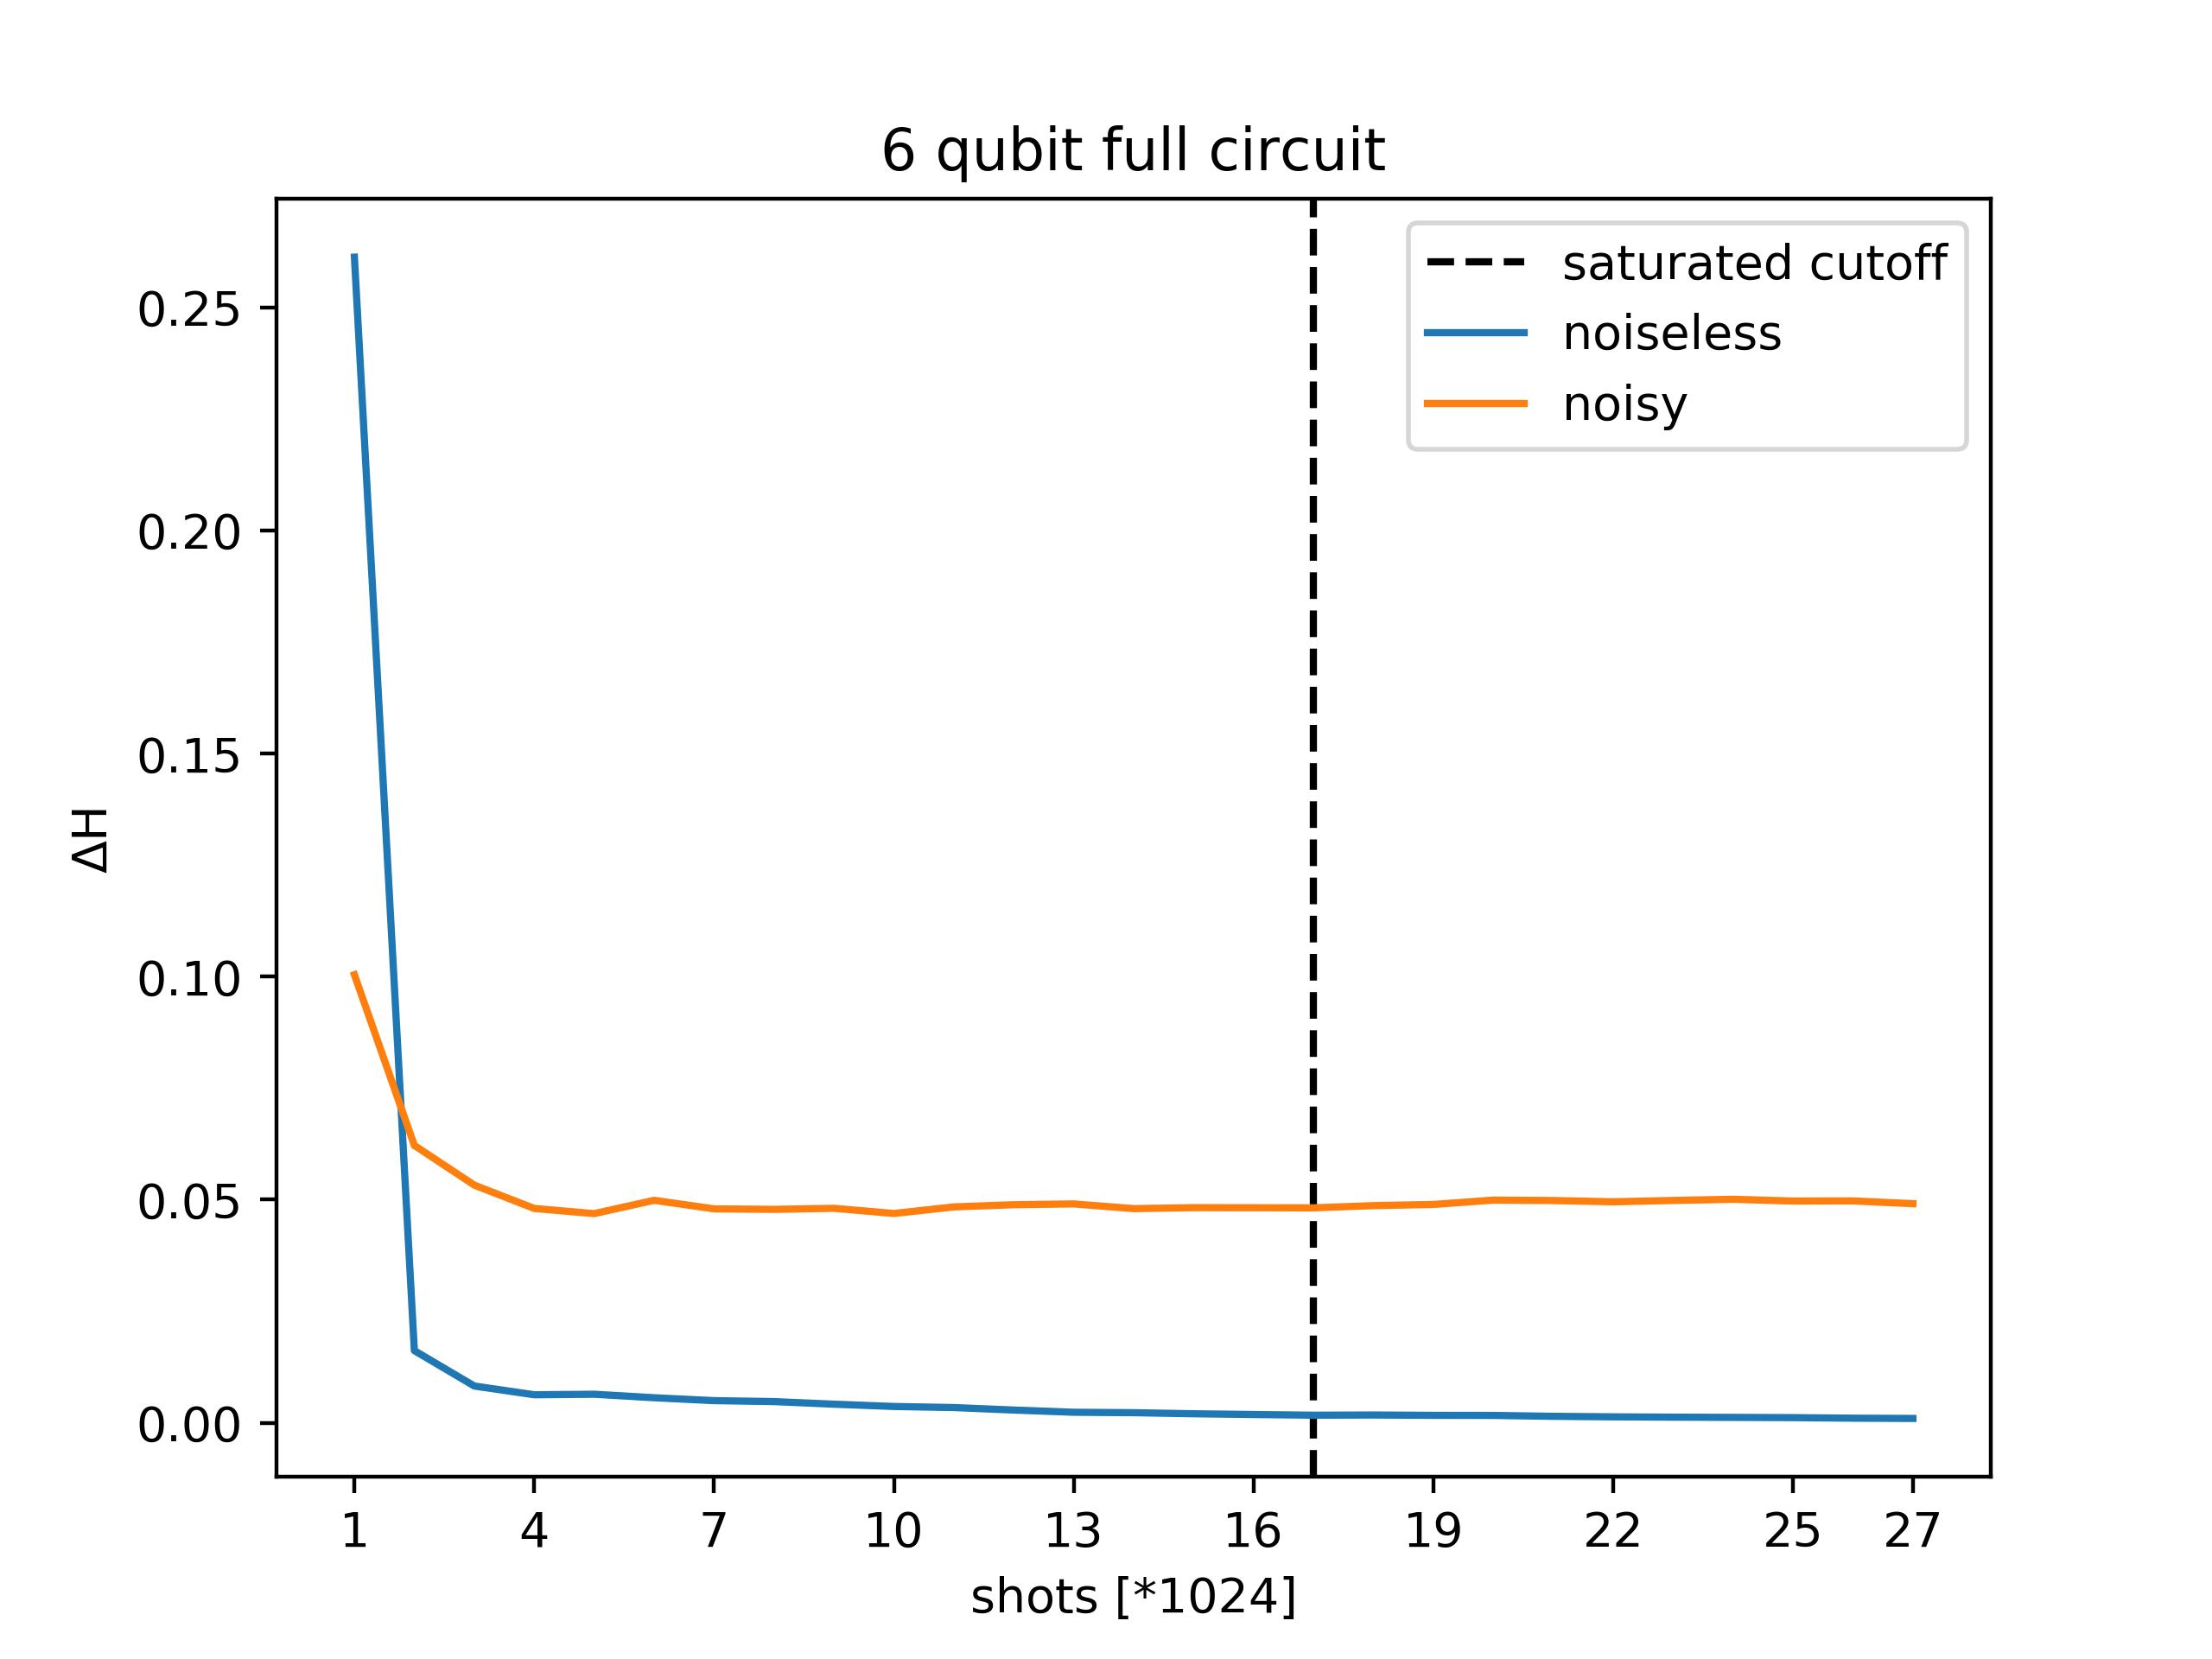 6 qubit full circuit
saturated cutoff
noiseless
noisy
0.25
0.20
0.15
0.10
0.05
0.00
ΔH
1 4 7 10 13 16 19 22 25 27
shots [*1024]